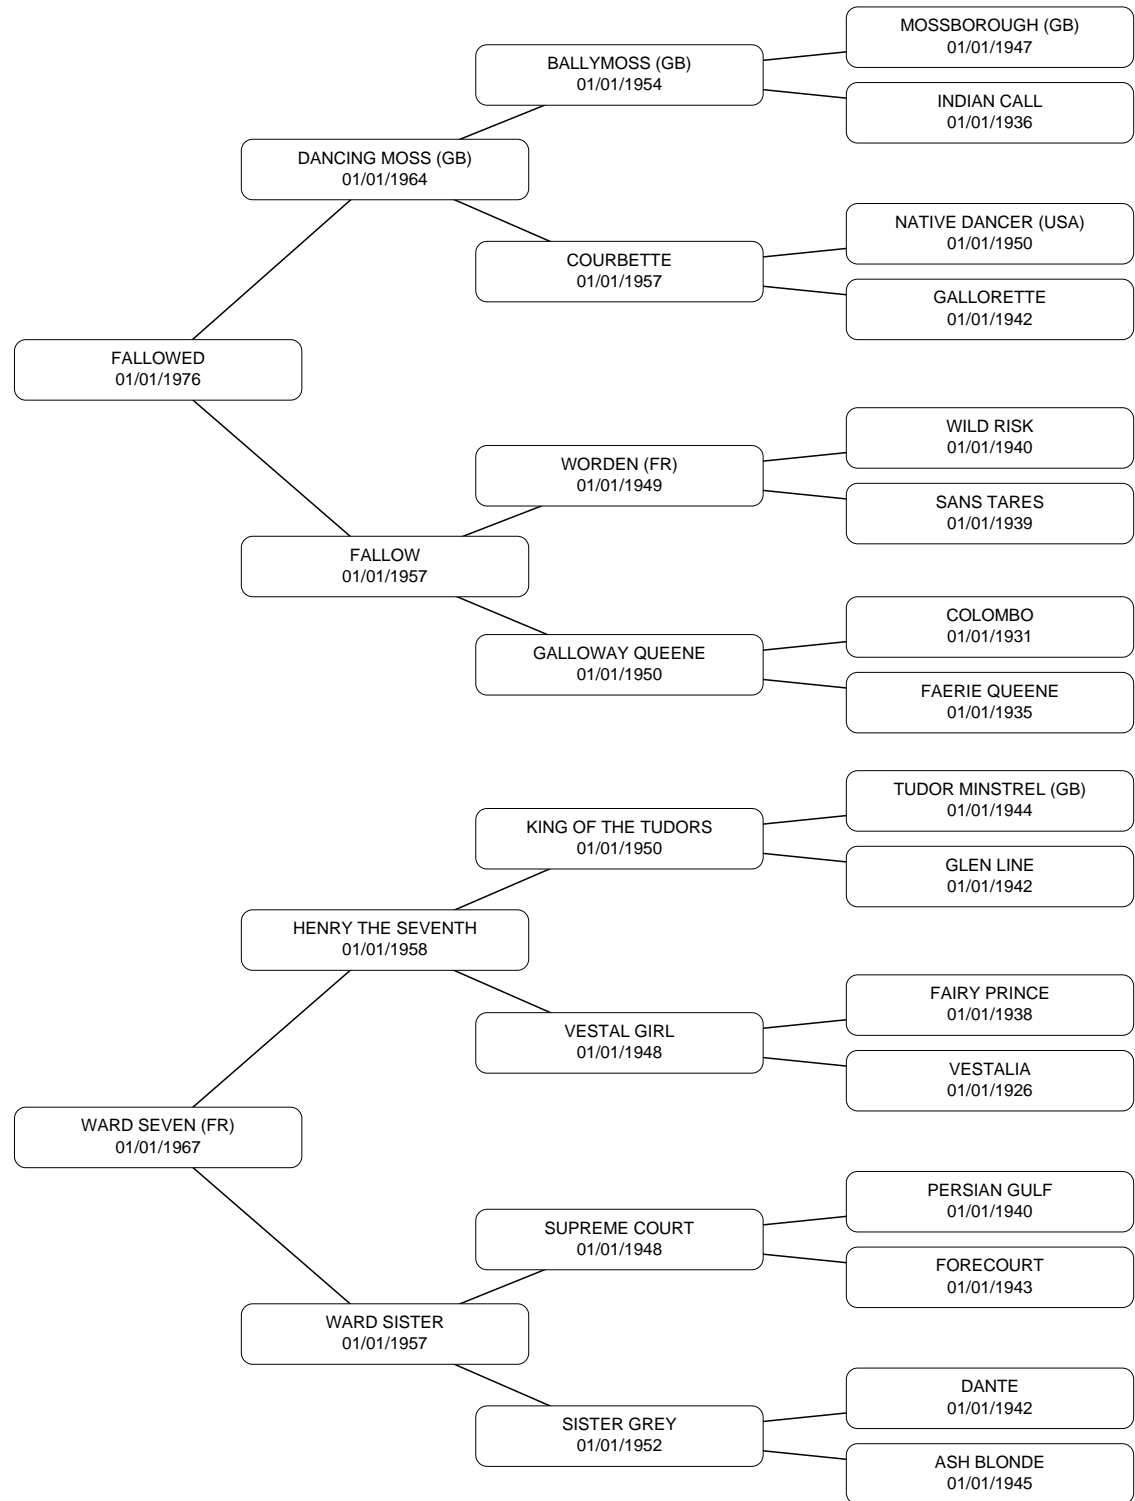 MOSSBOROUGH (GB)
01/01/1947
BALLYMOSS (GB)
01/01/1954
INDIAN CALL
01/01/1936
DANCING MOSS (GB)
01/01/1964
NATIVE DANCER (USA)
01/01/1950
COURBETTE
01/01/1957
GALLORETTE
01/01/1942
FALLOWED
01/01/1976
WILD RISK
01/01/1940
WORDEN (FR)
01/01/1949
SANS TARES
01/01/1939
FALLOW
01/01/1957
COLOMBO
01/01/1931
GALLOWAY QUEENE
01/01/1950
FAERIE QUEENE
01/01/1935
TUDOR MINSTREL (GB)
01/01/1944
KING OF THE TUDORS
01/01/1950
GLEN LINE
01/01/1942
HENRY THE SEVENTH
01/01/1958
FAIRY PRINCE
01/01/1938
VESTAL GIRL
01/01/1948
VESTALIA
01/01/1926
WARD SEVEN (FR)
01/01/1967
PERSIAN GULF
01/01/1940
SUPREME COURT
01/01/1948
FORECOURT
01/01/1943
WARD SISTER
01/01/1957
DANTE
01/01/1942
SISTER GREY
01/01/1952
ASH BLONDE
01/01/1945